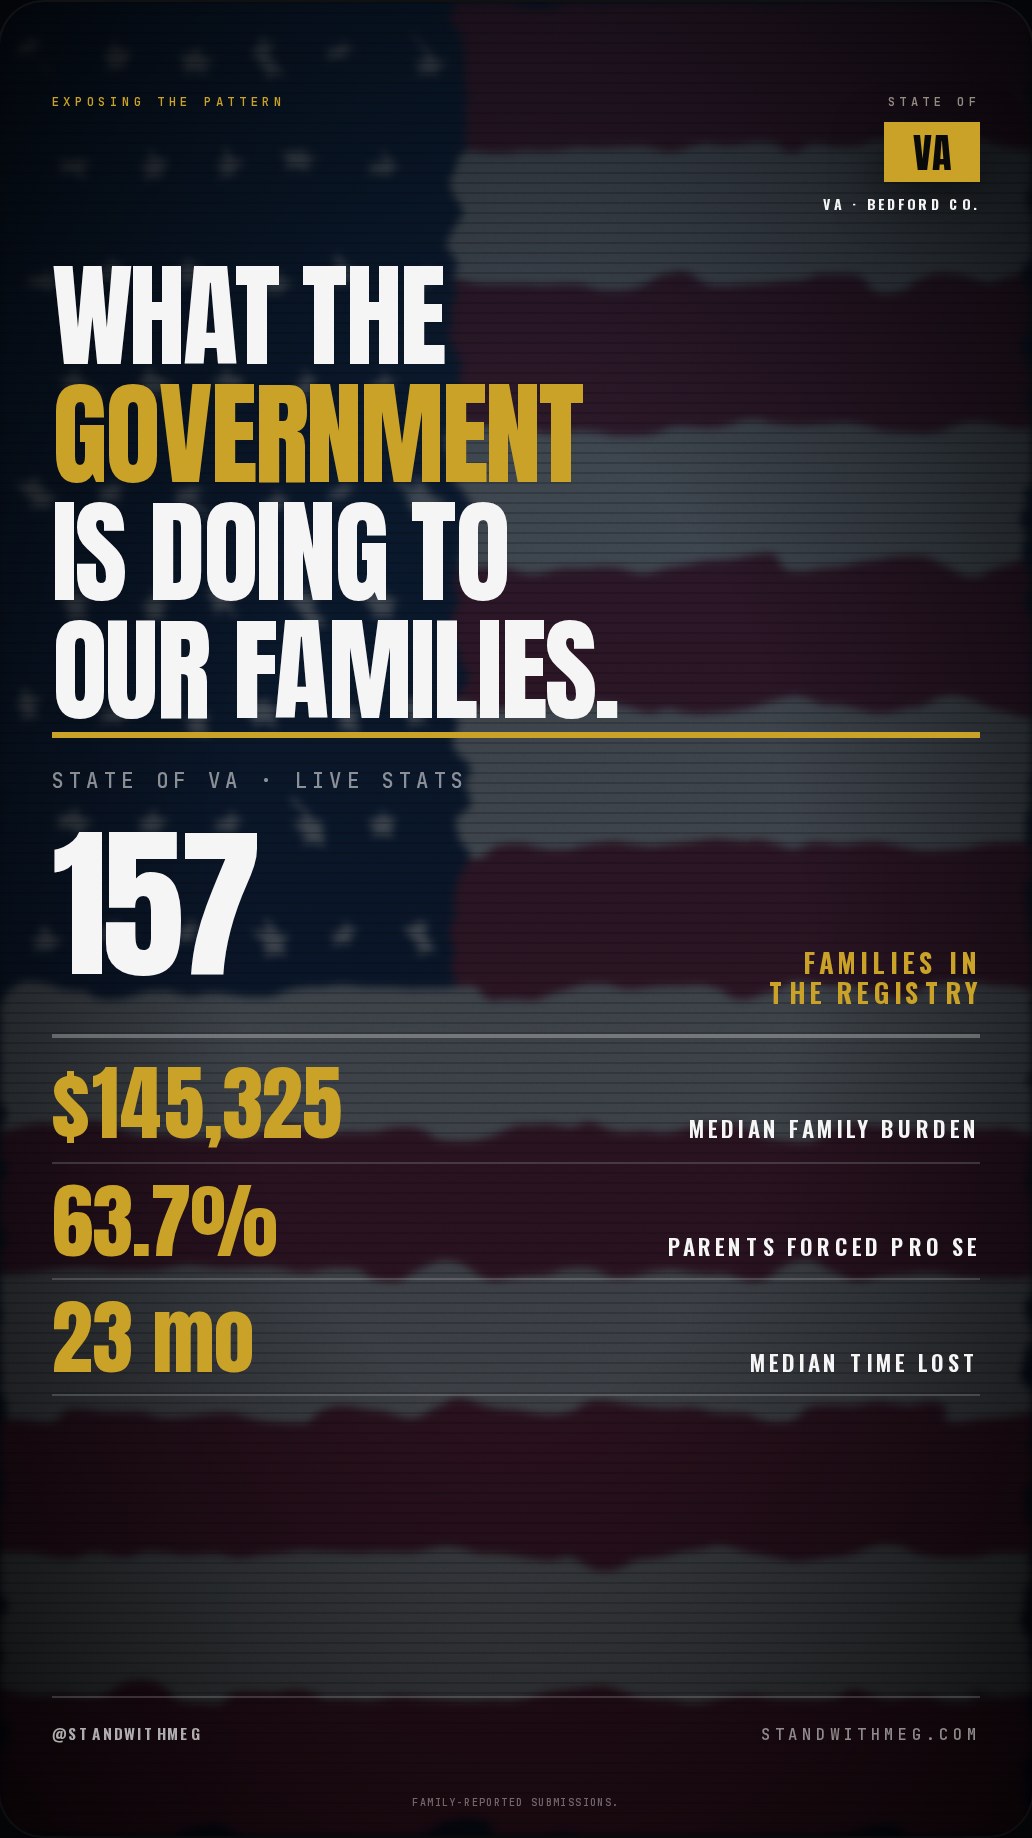 EXPOSING THE PATTERN
STATE OF
VA
VA · BEDFORD CO.
WHAT THE
GOVERNMENT
IS DOING TO
OUR FAMILIES.
STATE OF VA · LIVE STATS
157
FAMILIES IN
THE REGISTRY
$145,325
MEDIAN FAMILY BURDEN
63.7%
PARENTS FORCED PRO SE
23 mo
MEDIAN TIME LOST
@STANDWITHMEG
STANDWITHMEG.COM
FAMILY-REPORTED SUBMISSIONS.